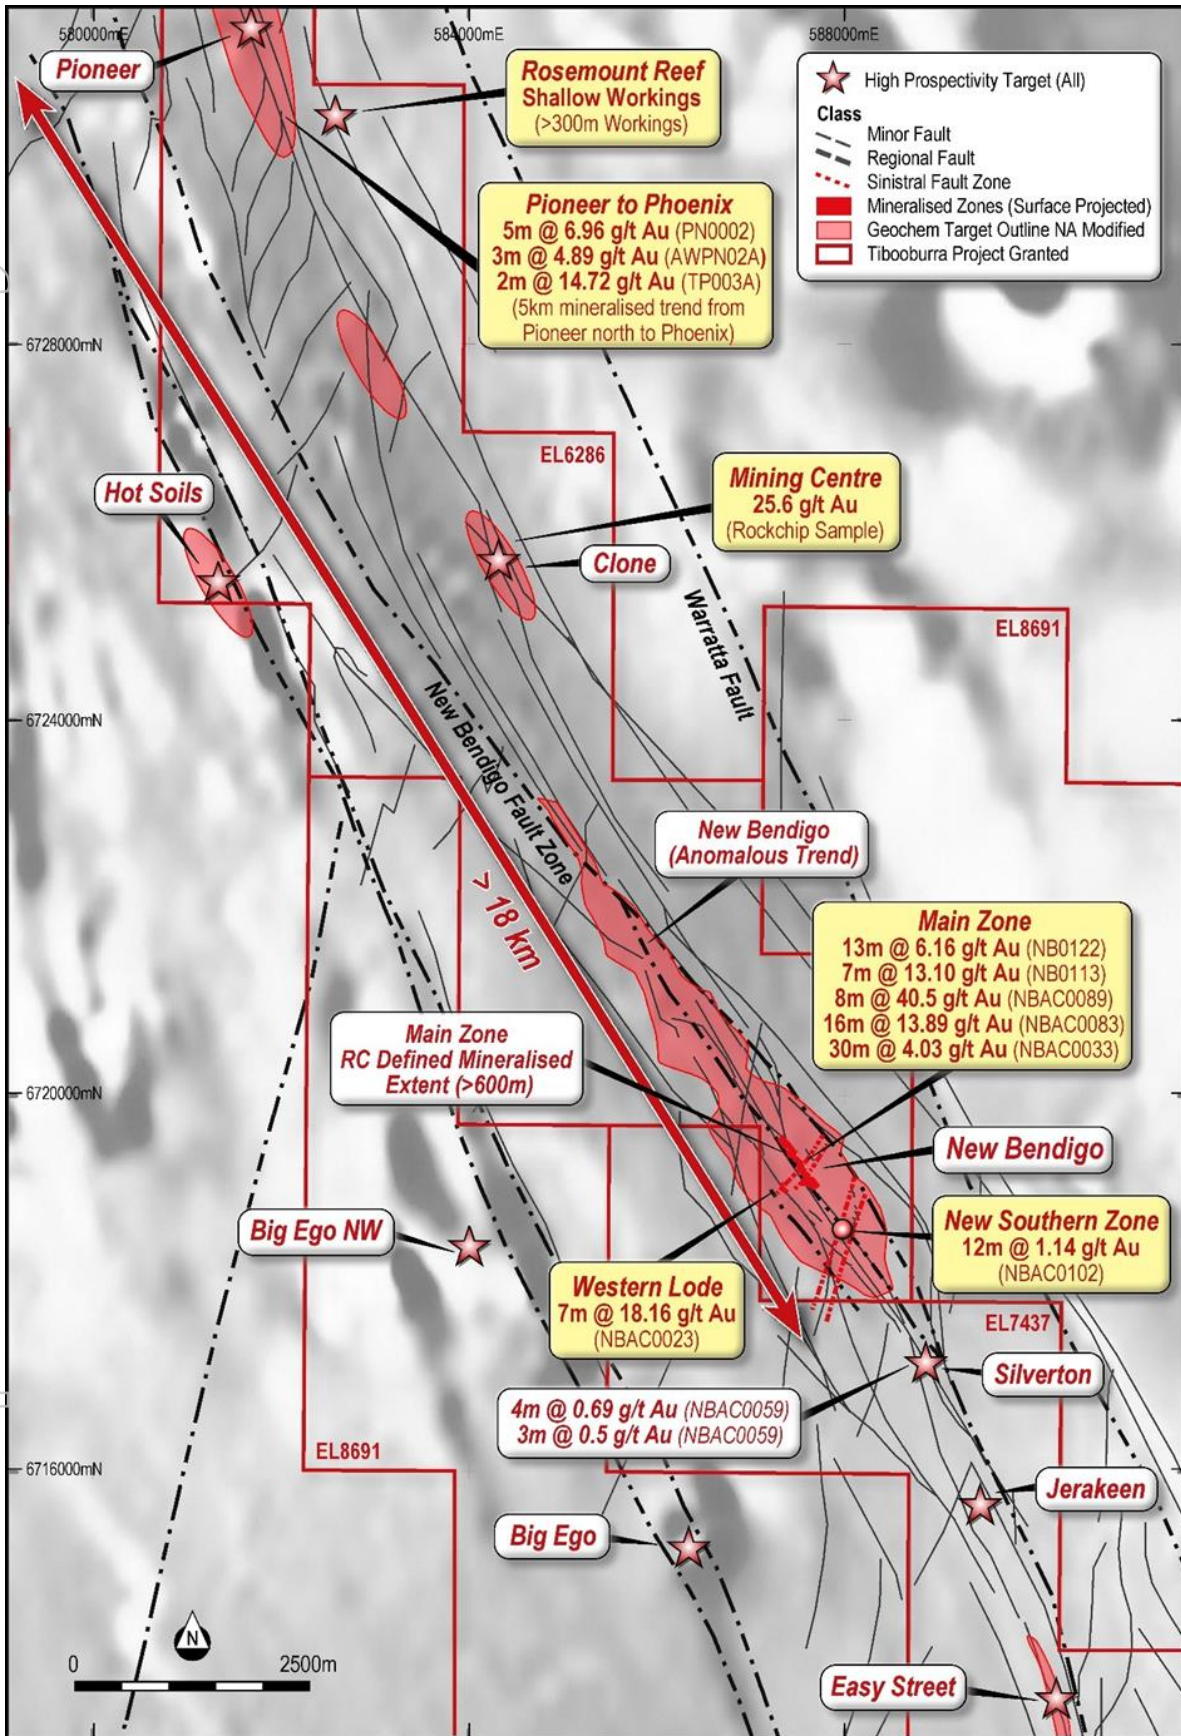 580000mE
584000mE
588000mE
Pioneer
Rosemount Reef
Shallow Workings
(>300m Workings)
High Prospectivity Target (All)
Class
Minor Fault
Regional Fault
Sinistral Fault Zone
Mineralised Zones (Surface Projected)
Geochem Target Outline NA Modified
Tibooburra Project Granted
Pioneer to Phoenix
5m @ 6.96 g/t Au (PN0002)
3m @ 4.89 g/t Au (AWPN02A)
2m @ 14.72 g/t Au (TP003A)
(5km mineralised trend from
Pioneer north to Phoenix)
6728000mN
EL6286
Mining Centre
25.6 g/t Au
(Rockchip Sample)
Hot Soils
Clone
Warratta Fault
EL8691
New Bendigo Fault Zone
6724000mN
New Bendigo
(Anomalous Trend)
> 18 km
Main Zone
13m @ 6.16 g/t Au (NB0122)
7m @ 13.10 g/t Au (NB0113)
8m @ 40.5 g/t Au (NBAC0089)
16m @ 13.89 g/t Au (NBAC0083)
30m @ 4.03 g/t Au (NBAC0033)
Main Zone
RC Defined Mineralised
Extent (>600m)
6720000mN
New Bendigo
Big Ego NW
New Southern Zone
12m @ 1.14 g/t Au
(NBAC0102)
Western Lode
7m @ 18.16 g/t Au
(NBAC0023)
EL7437
Silverton
4m @ 0.69 g/t Au (NBAC0059)
3m @ 0.5 g/t Au (NBAC0059)
EL8691
6716000mN
Jerakeen
Big Ego
N
0 2500m
Easy Street